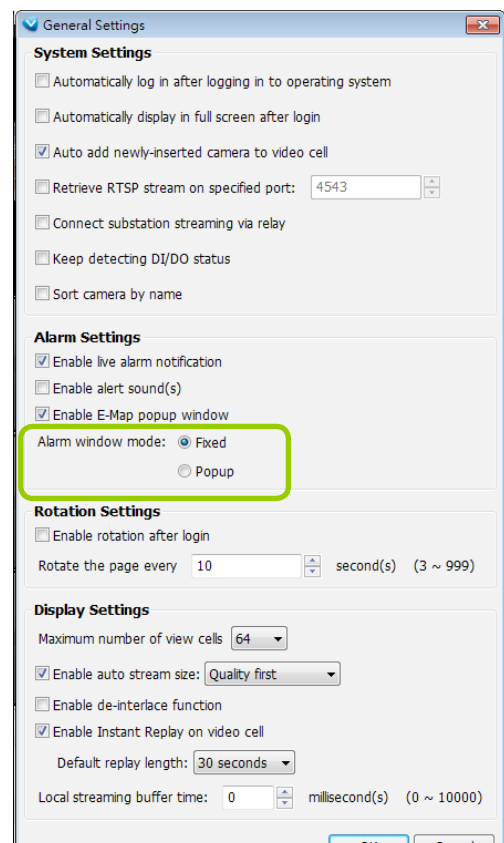 General Settings
System Settings
Automatically log in after logging in to operating system
Automatically display in full screen after login
Auto add newly-inserted camera to video cell
Retrieve RTSP stream on specified port: 4543
Connect substation streaming via relay
Keep detecting DI/DO status
Sort camera by name
Alarm Settings
Enable live alarm notification
Enable alert sound(s)
Enable E-Map popup window
Alarm window mode: Fixed
Popup
Rotation Settings
Enable rotation after login
Rotate the page every 10 second(s) (3 ~ 999)
Display Settings
Maximum number of view cells 64
Enable auto stream size: Quality first
Enable de-interlace function
Enable Instant Replay on video cell
Default replay length: 30 seconds
Local streaming buffer time: 0 millisecond(s) (0 ~ 10000)